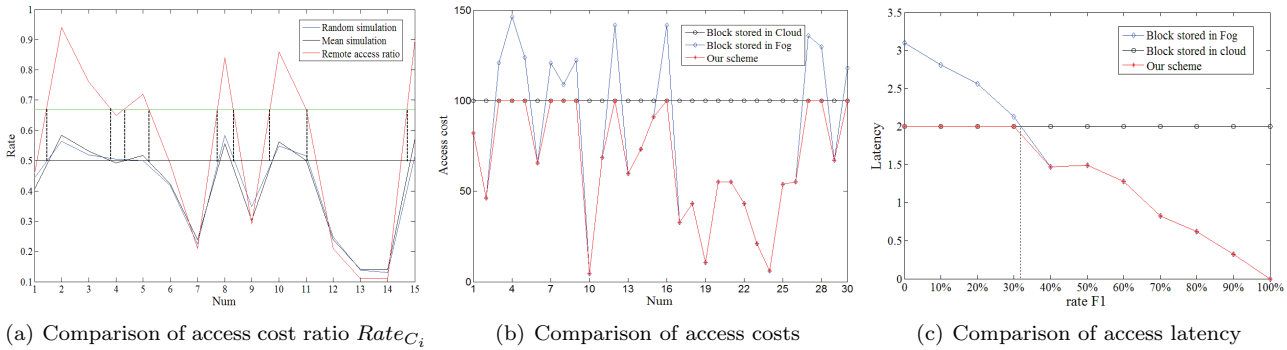 Random simulation
Mean simulation
Remote access ratio
1
0.9
0.8
0.7
0.6
0.5
0.4
0.3
0.2
0.1
Rate
1 2 3 4 5 6 7 8 9 10 11 12 13 14 15
Num
(a) Comparison of access cost ratio Rate_{C_i}
Block stored in Cloud
Block stored in Fog
Our scheme
150
100
50
0
Access cost
1 4 7 10 13 16 19 22 24 27 30
Num
(b) Comparison of access costs
Block stored in Fog
Block stored in cloud
Our scheme
3.5
3
2.5
2
1.5
1
0.5
0
Latency
0 10% 20% 30% 40% 50% 60% 70% 80% 90% 100%
rate F1
(c) Comparison of access latency